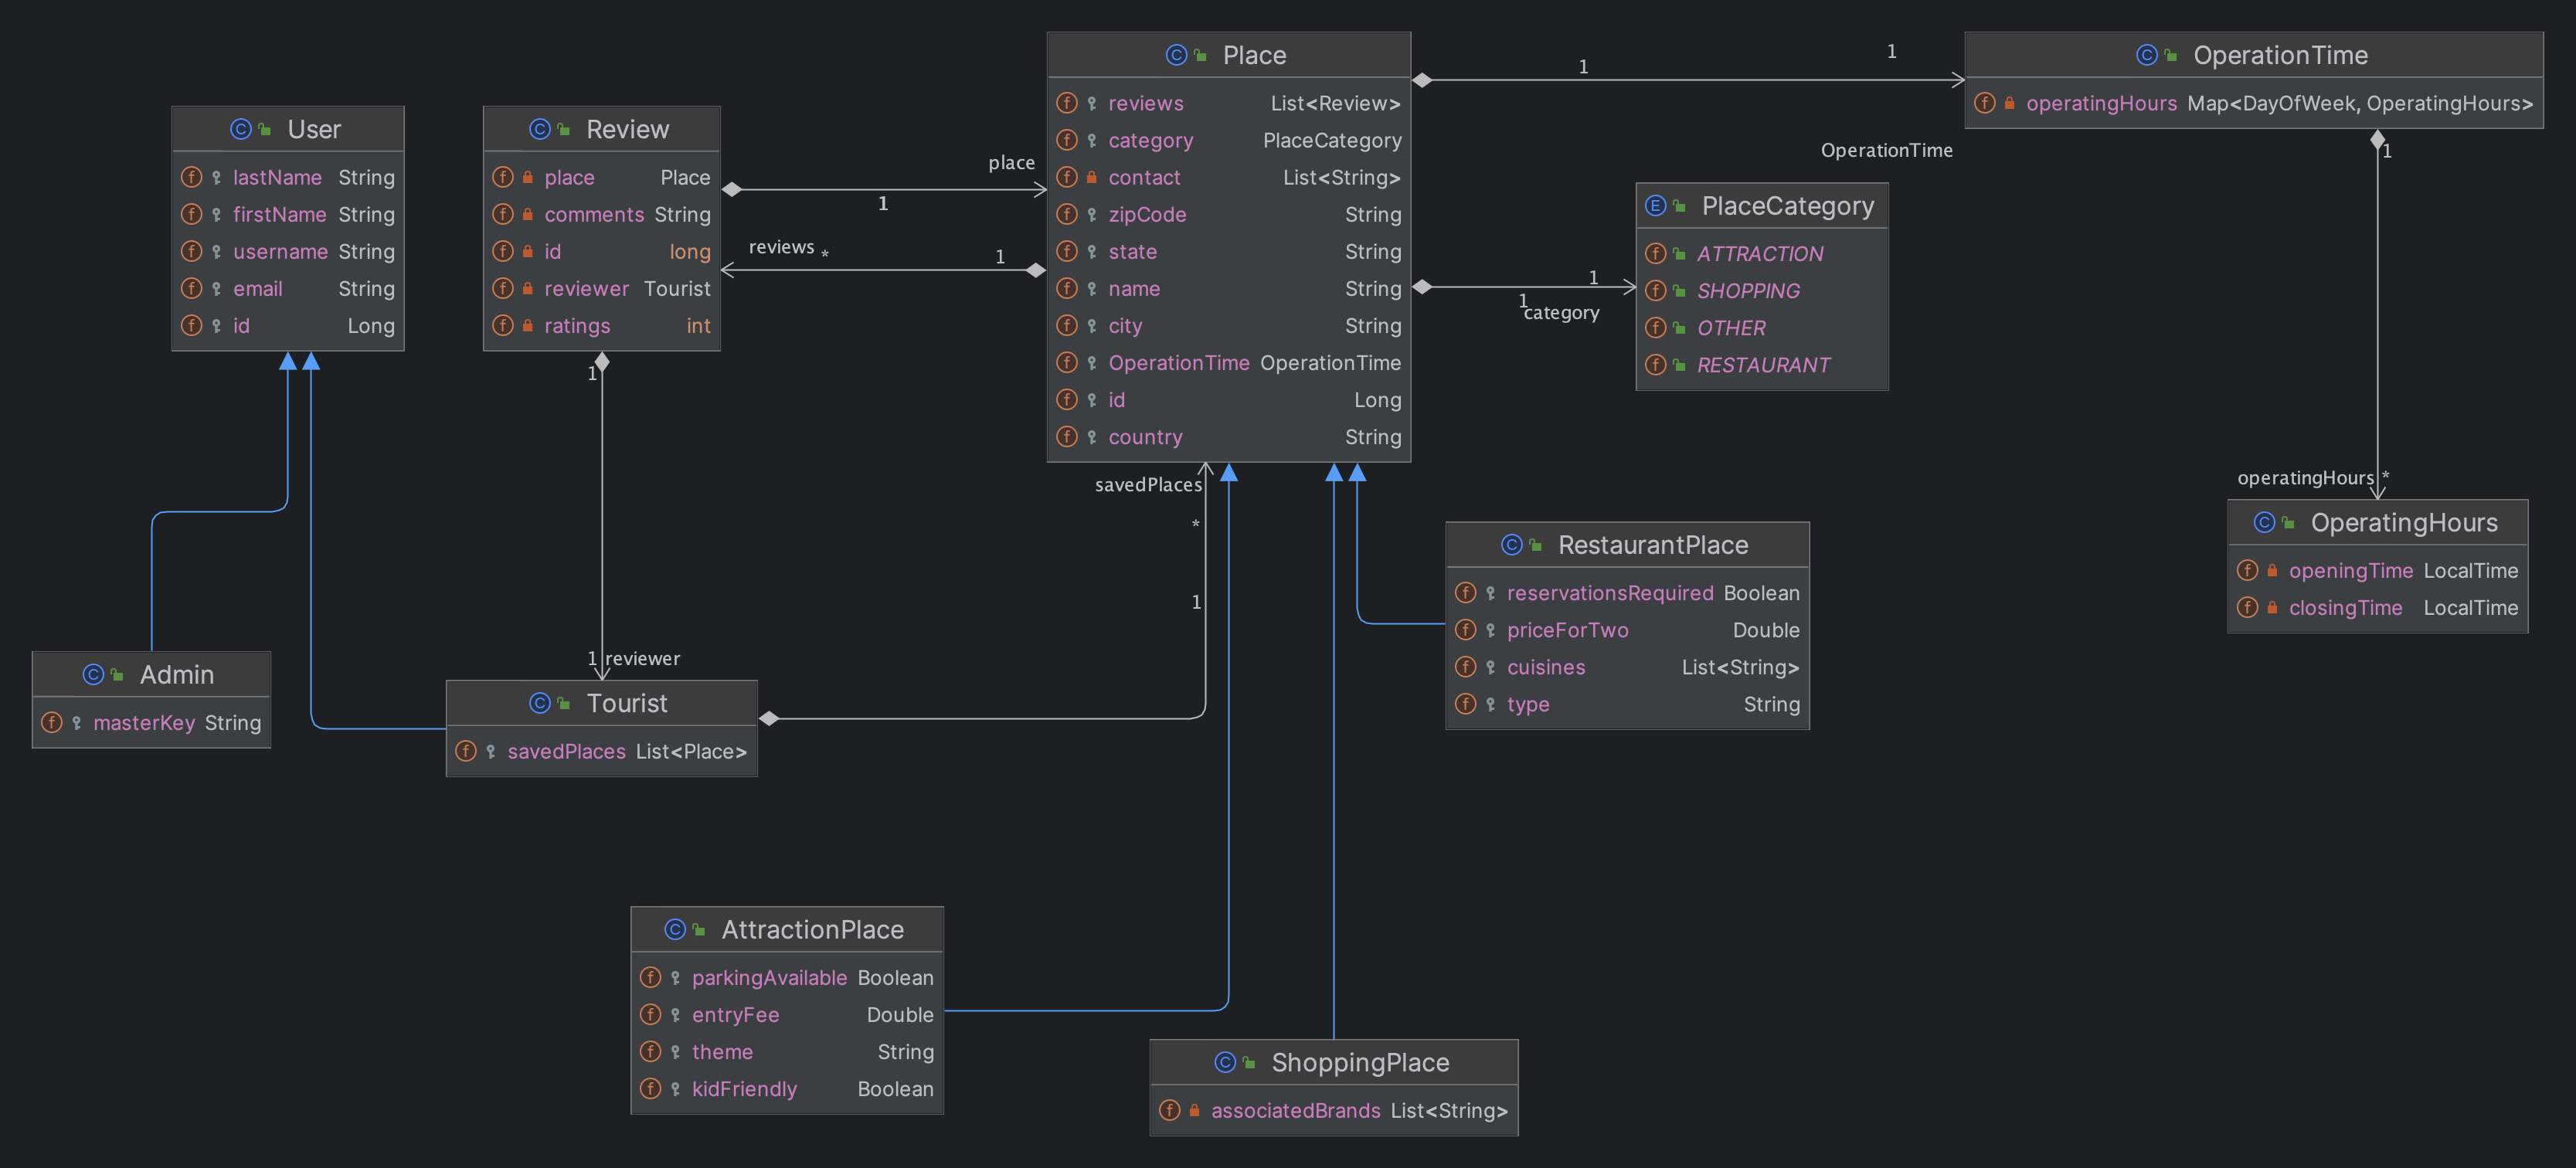 User
lastName String
firstName String
username String
email String
id Long
Review
place Place
comments String
id long
reviewer Tourist
ratings int
Place
reviews List<Review>
category PlaceCategory
contact List<String>
zipCode String
state String
name String
city String
OperationTime OperationTime
id Long
country String
OperationTime
operatingHours Map<DayOfWeek, OperatingHours>
PlaceCategory
ATTRACTION
SHOPPING
OTHER
RESTAURANT
OperatingHours
openingTime LocalTime
closingTime LocalTime
RestaurantPlace
reservationsRequired Boolean
priceForTwo Double
cuisines List<String>
type String
Admin
masterKey String
Tourist
savedPlaces List<Place>
AttractionPlace
parkingAvailable Boolean
entryFee Double
theme String
kidFriendly Boolean
ShoppingPlace
associatedBrands List<String>
place
1
reviews *
1
1
1
OperationTime
1
1
category
1
operatingHours *
1
1 reviewer
savedPlaces
*
1